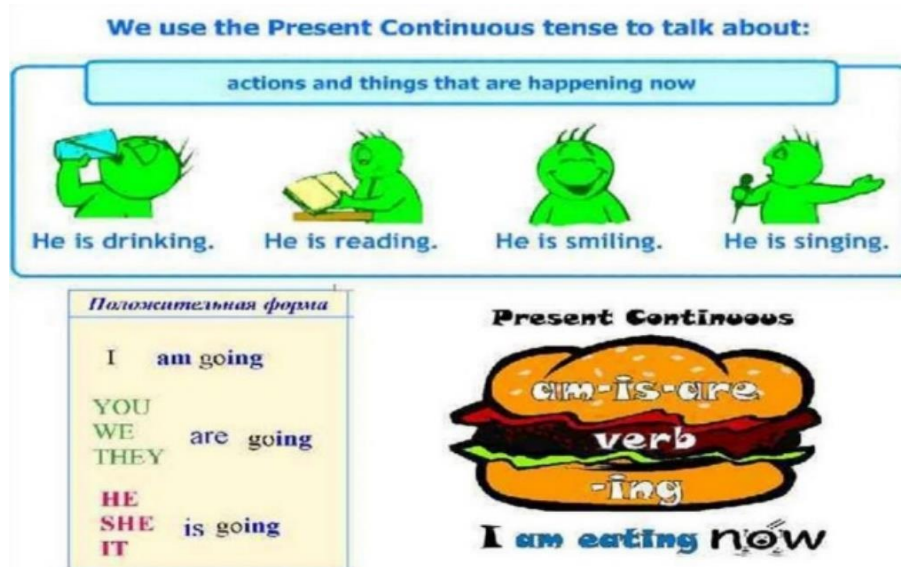 We use the Present Continuous tense to talk about:
actions and things that are happening now
He is drinking. He is reading. He is smiling. He is singing.
Положительная форма
I am going
YOU
WE
THEY
are going
HE
SHE
IT
is going
Present Continuous
am-is-are
verb
-ing
I am eating now